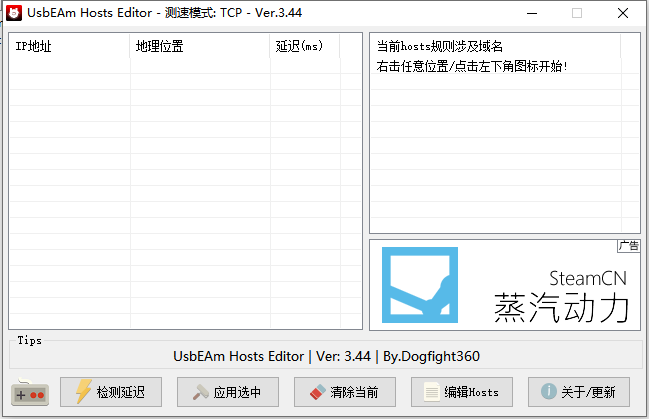 UsbEAm Hosts Editor - 测速模式: TCP - Ver.3.44
IP地址 地理位置 延迟(ms)
当前hosts规则涉及域名
右击任意位置/点击左下角图标开始!
广告
SteamCN
蒸汽动力
Tips
UsbEAm Hosts Editor | Ver: 3.44 | By.Dogfight360
检测延迟 应用选中 清除当前 编辑Hosts 关于/更新